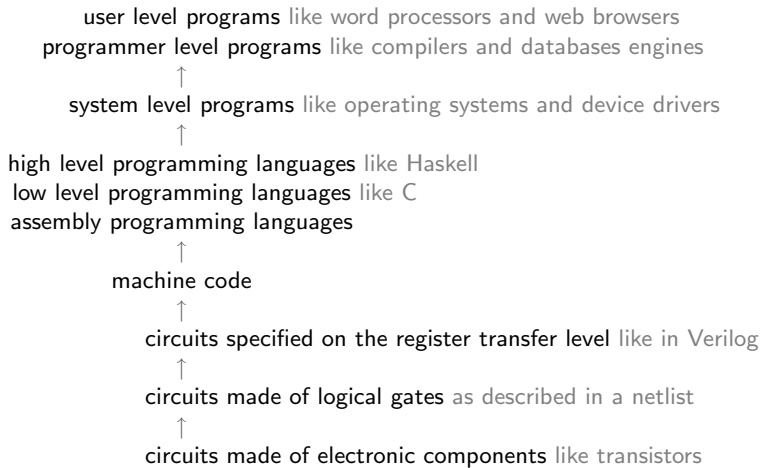 user level programs like word processors and web browsers
programmer level programs like compilers and databases engines
↑
system level programs like operating systems and device drivers
↑
high level programming languages like Haskell
low level programming languages like C
assembly programming languages
↑
machine code
↑
circuits specified on the register transfer level like in Verilog
↑
circuits made of logical gates as described in a netlist
↑
circuits made of electronic components like transistors